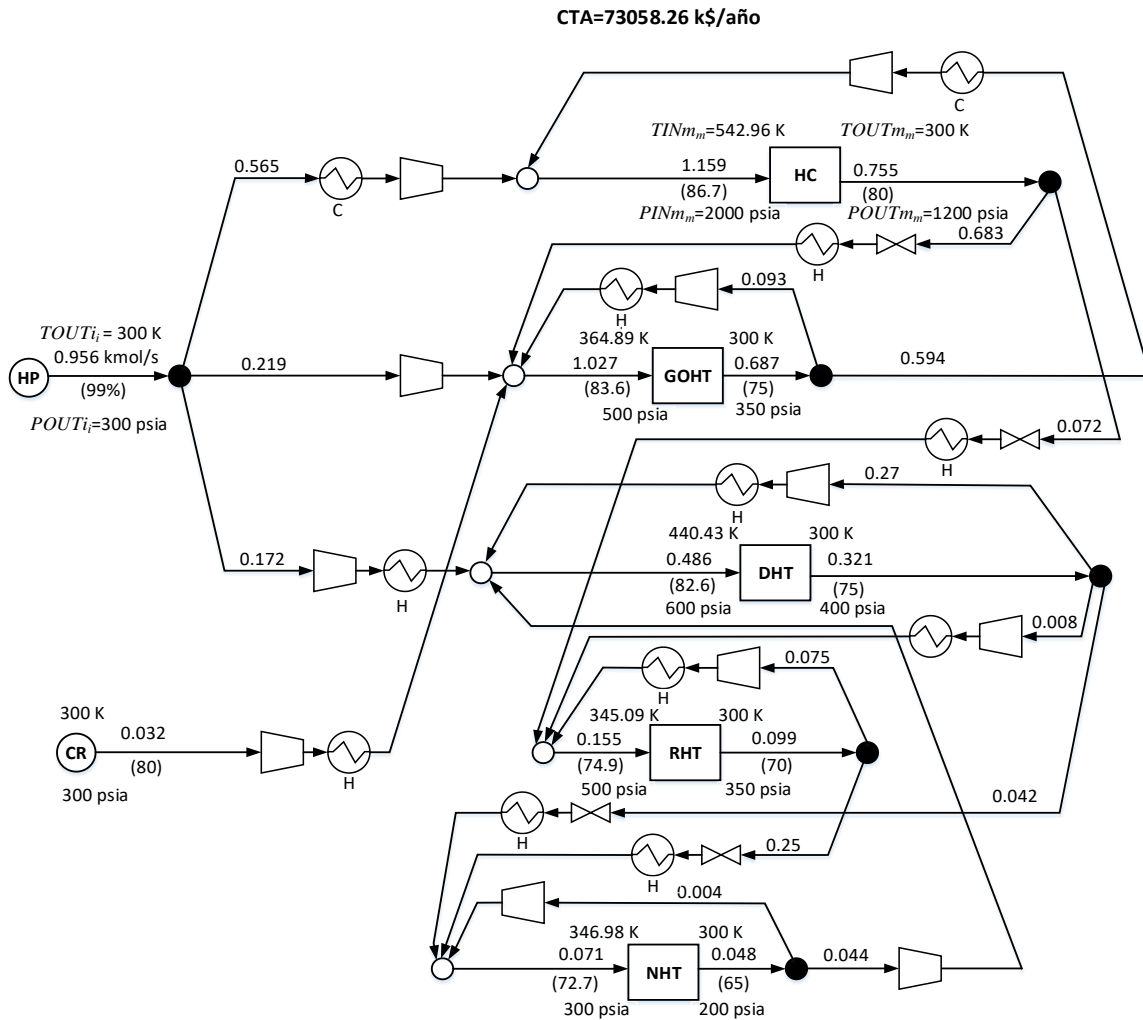 CTA=73058.26 k$/año
C
TINm_m=542.96 K
TOUTm_m=300 K
0.565
C
1.159
(86.7)
HC
0.755
(80)
PINm_m=2000 psia
POUTm_m=1200 psia
0.683
H
0.093
H
TOUTi_i = 300 K
0.956 kmol/s
HP
(99%)
POUTi_i=300 psia
0.219
364.89 K
300 K
1.027
(83.6)
GOHT
0.687
(75)
0.594
500 psia
350 psia
0.072
H
0.27
H
0.172
H
440.43 K
300 K
0.486
(82.6)
DHT
0.321
(75)
600 psia
400 psia
0.008
0.075
H
300 K
0.032
CR
(80)
300 psia
H
345.09 K
300 K
0.155
(74.9)
RHT
0.099
(70)
500 psia
350 psia
0.042
H
0.25
H
0.004
346.98 K
300 K
0.071
(72.7)
NHT
0.048
(65)
0.044
300 psia
200 psia